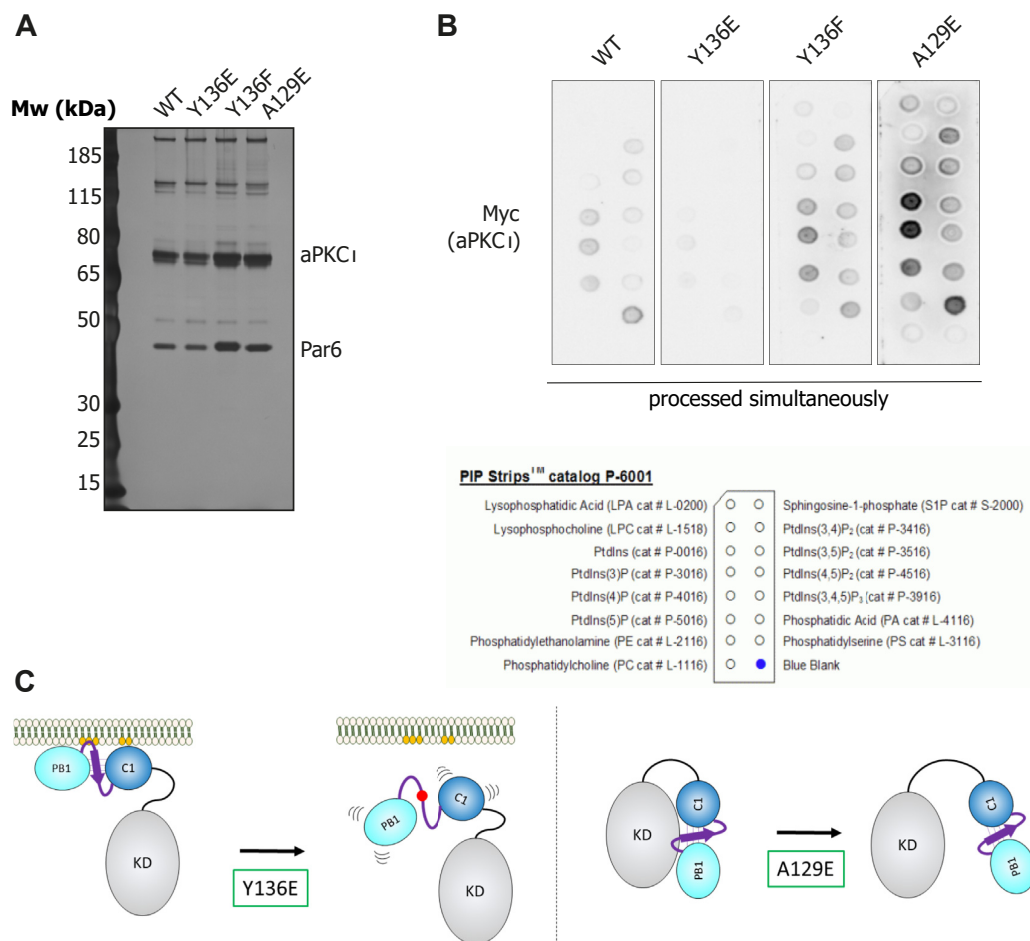 A
Mw (kDa)
WT
Y136E
Y136F
A129E
185
115
80
65
50
30
25
15
aPKCι
Par6
B
WT
Y136E
Y136F
A129E
Myc
(aPKCι)
processed simultaneously
PIP Strips™ catalog P-6001
Lysophosphatidic Acid (LPA cat # L-0200)
Sphingosine-1-phosphate (S1P cat # S-2000)
Lysophosphocholine (LPC cat # L-1518)
PtdIns(3,4)P₂ (cat # P-3416)
PtdIns (cat # P-0016)
PtdIns(3,5)P₂ (cat # P-3516)
PtdIns(3)P (cat # P-3016)
PtdIns(4,5)P₂ (cat # P-4516)
PtdIns(4)P (cat # P-4016)
PtdIns(3,4,5)P₃ (cat # P-3916)
PtdIns(5)P (cat # P-5016)
Phosphatidic Acid (PA cat # L-4116)
Phosphatidylethanolamine (PE cat # L-2116)
Phosphatidylserine (PS cat # L-3116)
Phosphatidylcholine (PC cat # L-1116)
Blue Blank
C
PB1
C1
KD
Y136E
PB1
C1
KD
KD
C1
PB1
A129E
KD
C1
PB1